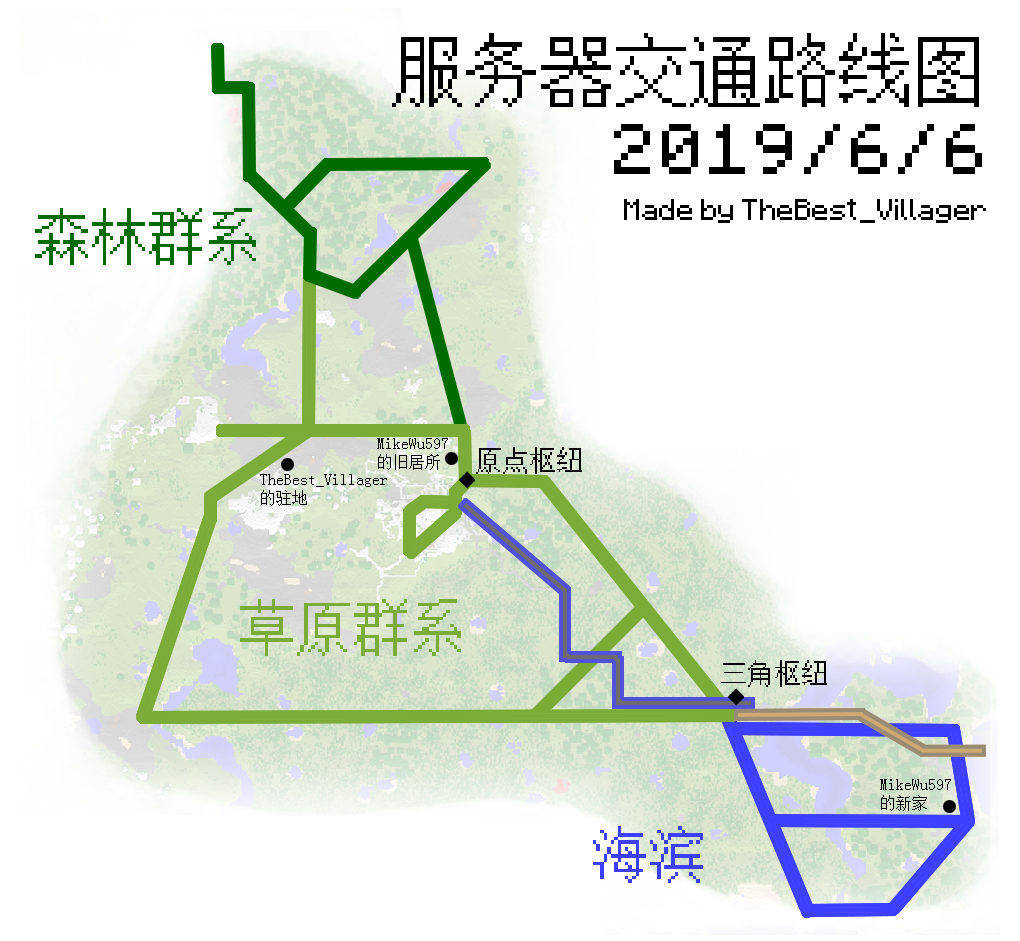 服务器交通路线图
2019/6/6
Made by TheBest_Villager
森林群系
MikeWu597
的旧居所
原点枢纽
TheBest_Villager
的驻地
草原群系
三角枢纽
MikeWu597
的新家
海滨